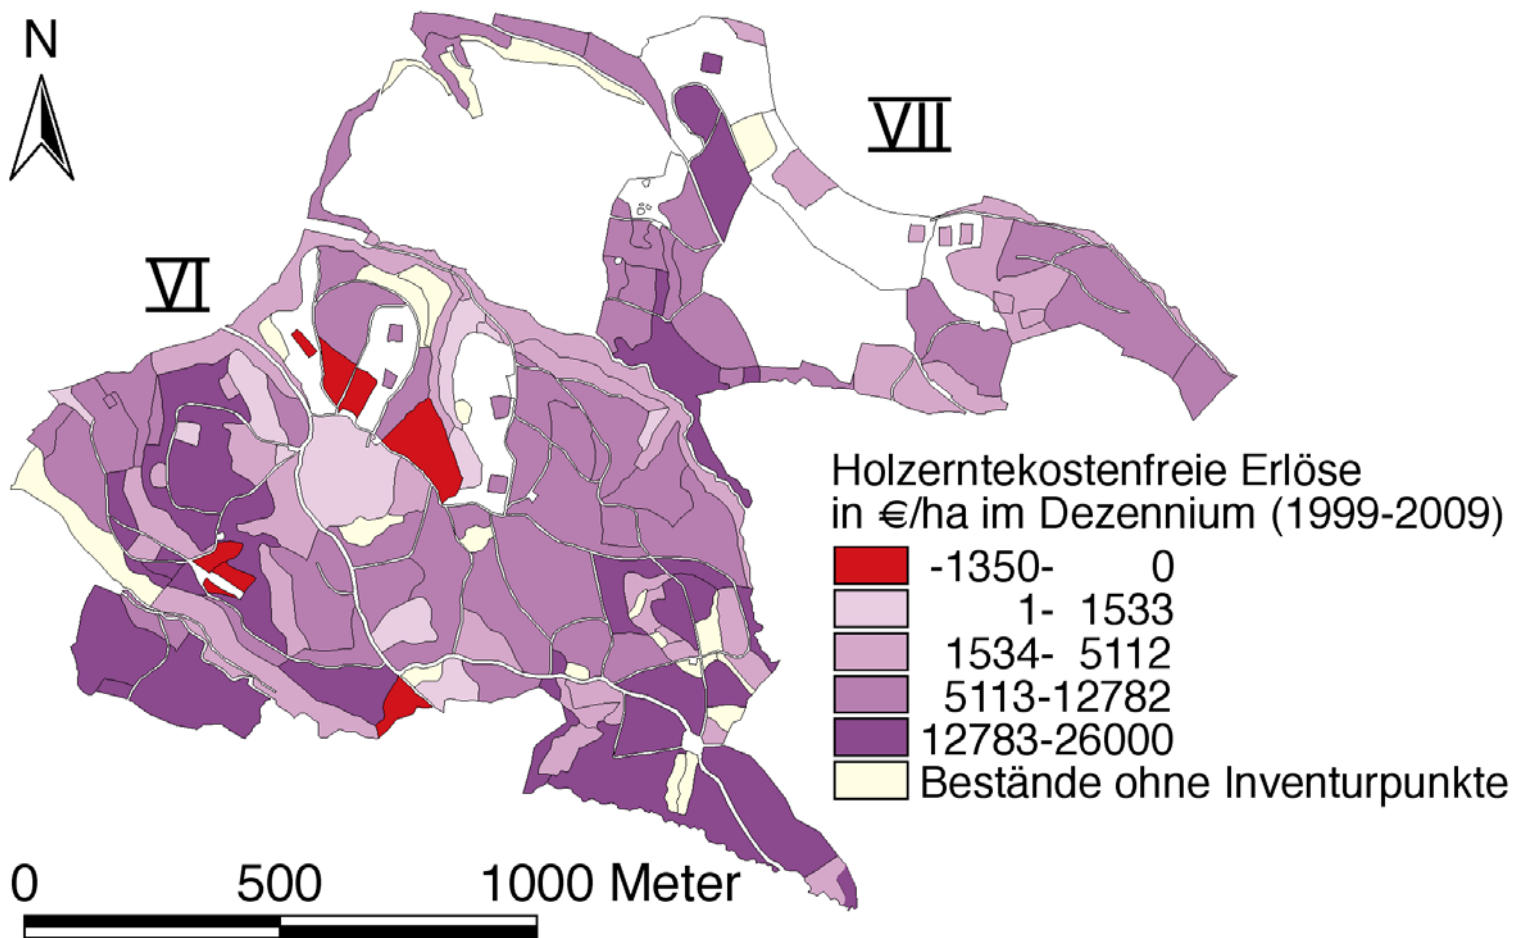 N
VII
VI
Holzerntekostenfreie Erlöse
in €/ha im Dezennium (1999-2009)
-1350- 0
1- 1533
1534- 5112
5113-12782
12783-26000
Bestände ohne Inventurpunkte
0 500 1000 Meter